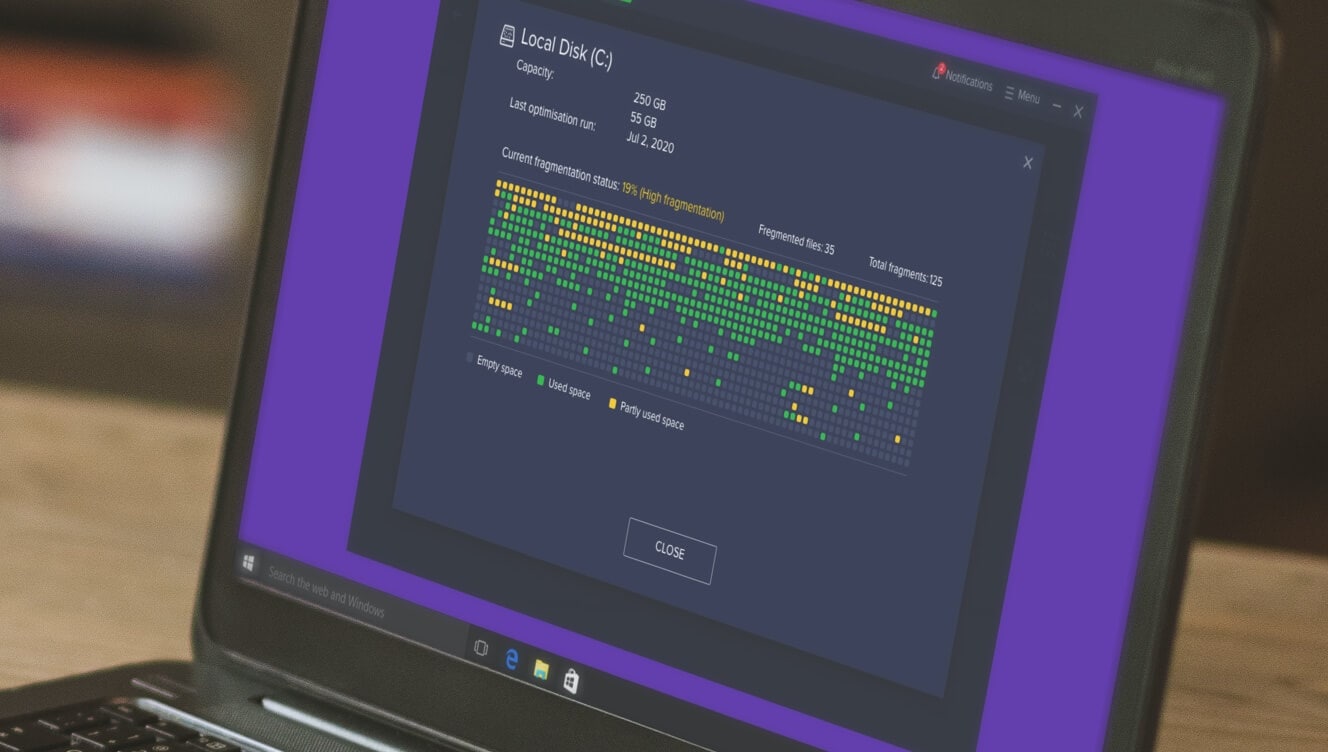 Local Disk (C:)
Notifications
Menu
Capacity:
250 GB
55 GB
Last optimisation run:
Jul 2, 2020
Current fragmentation status: 19% (High fragmentation)
Fregmented files: 35
Total fragments: 125
Empty space
Used space
Partly used space
CLOSE
Search the web and Windows